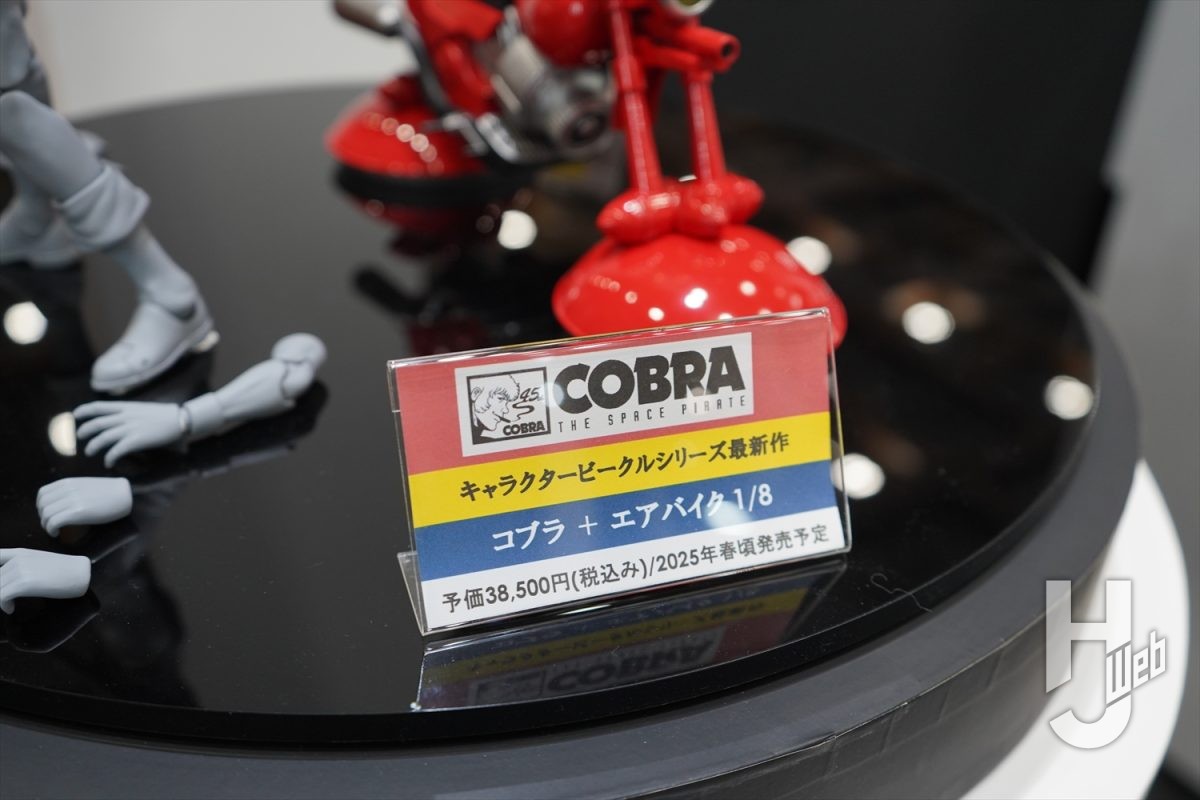 COBRA
THE SPACE PIRATE
45th
COBRA
キャラクタービークルシリーズ最新作
コブラ + エアバイク 1/8
予価38,500円(税込み)/2025年春頃発売予定
HJ Web